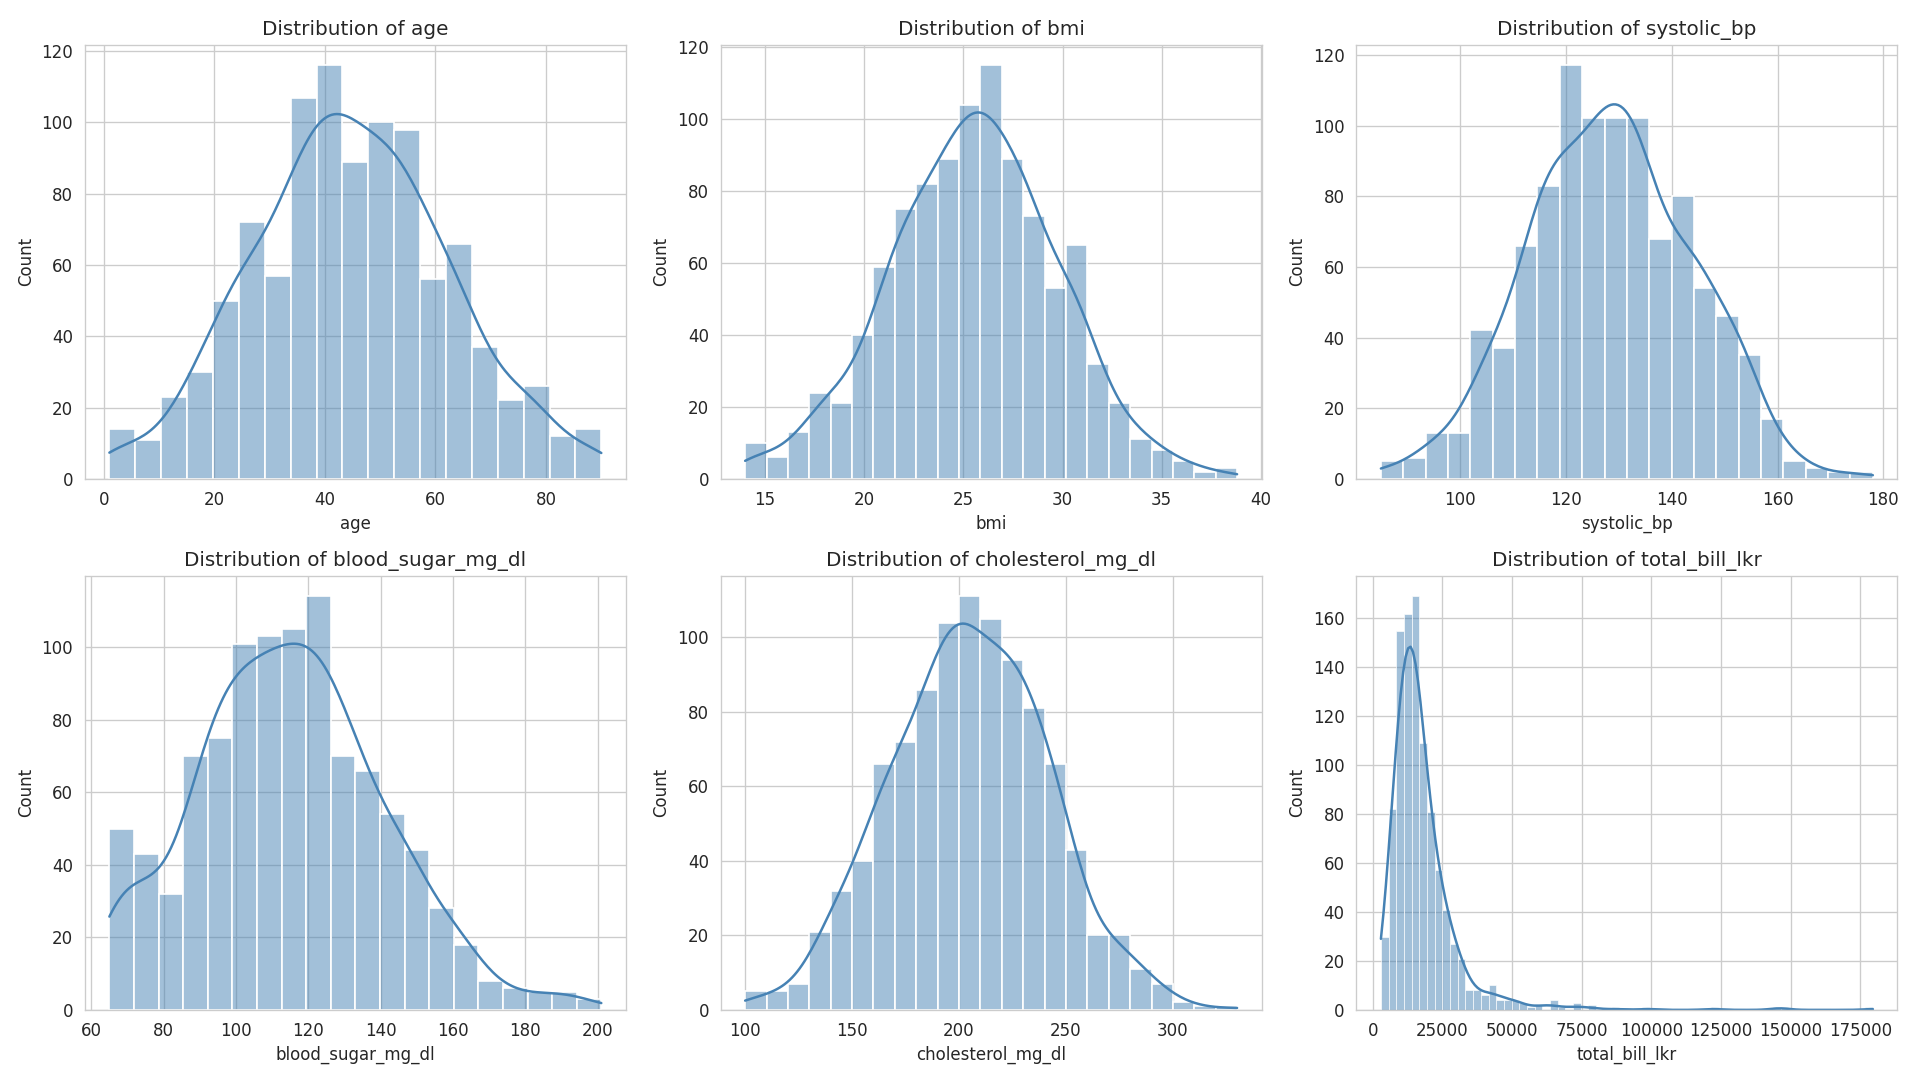 Distribution of age
120
100
80
60
40
20
0
Count
0 20 40 60 80
age
Distribution of bmi
120
100
80
60
40
20
0
Count
15 20 25 30 35 40
bmi
Distribution of systolic_bp
120
100
80
60
40
20
0
Count
100 120 140 160 180
systolic_bp
Distribution of blood_sugar_mg_dl
100
80
60
40
20
0
Count
60 80 100 120 140 160 180 200
blood_sugar_mg_dl
Distribution of cholesterol_mg_dl
100
80
60
40
20
0
Count
100 150 200 250 300
cholesterol_mg_dl
Distribution of total_bill_lkr
160
140
120
100
80
60
40
20
0
Count
0 25000 50000 75000 100000 125000 150000 175000
total_bill_lkr